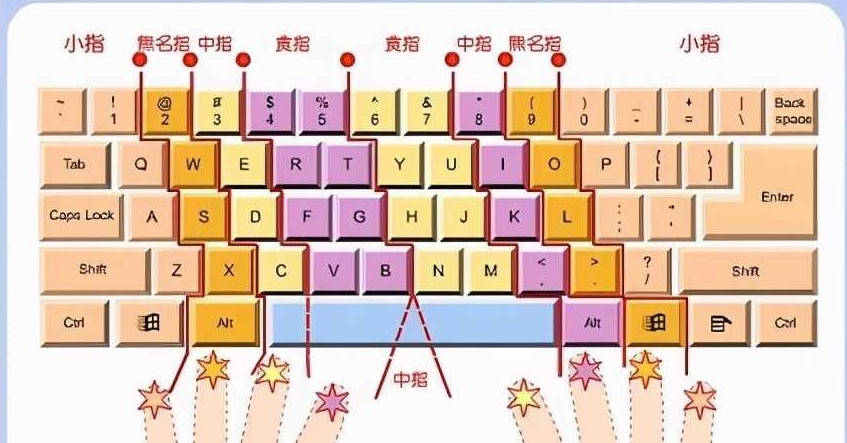 小指 無名指 中指 食指 食指 中指 無名指 小指
~ ! @ # $ % ^ & * ( ) _ + | Back
` 1 2 3 4 5 6 7 8 9 0 - = \ space
Tab Q W E R T Y U I O P { }
[ ]
Enter
Caps Lock A S D F G H J K L : "
; '
Shift Z X C V B N M < > ? Shift
, . /
Ctrl Alt Alt Ctrl
中指